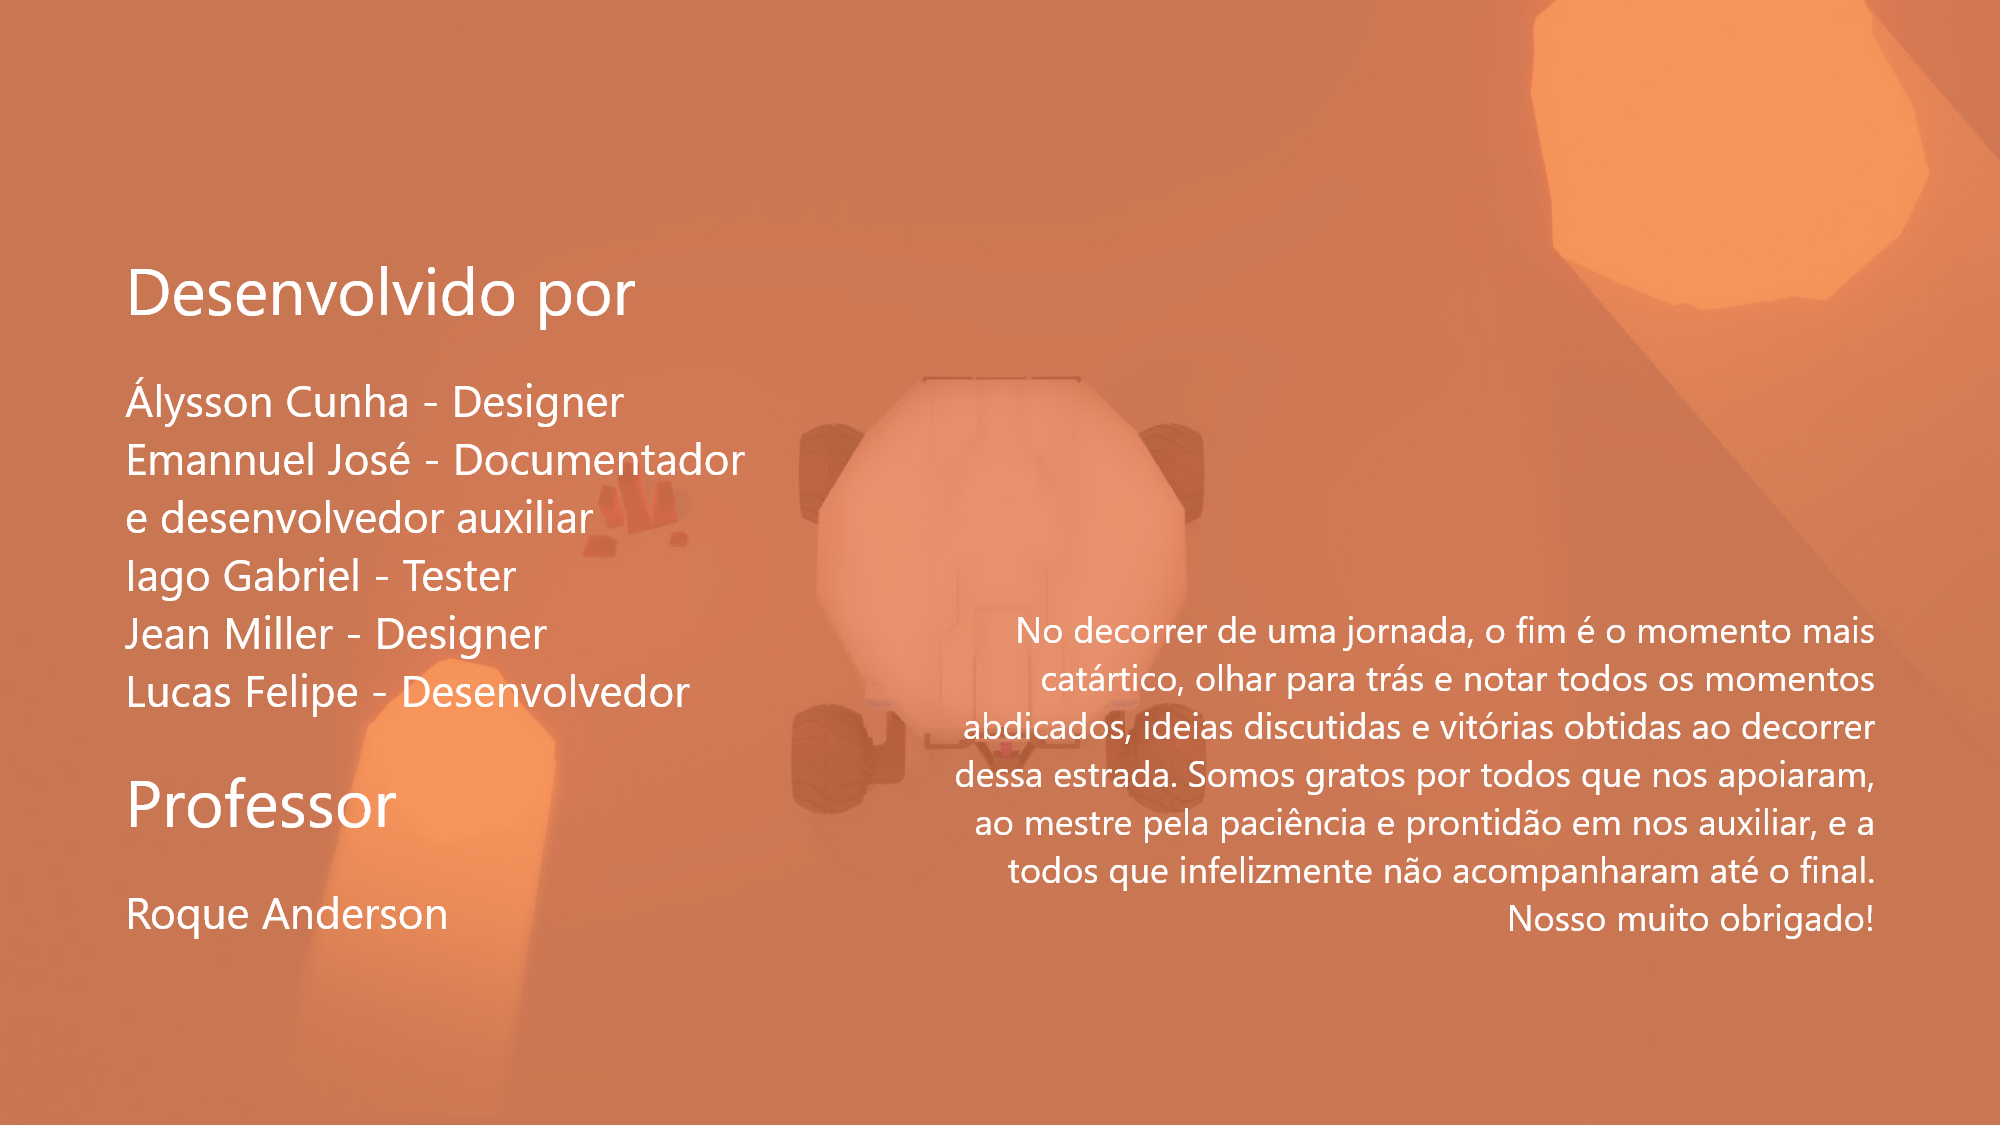 Desenvolvido por
Álysson Cunha - Designer
Emannuel José - Documentador
e desenvolvedor auxiliar
Iago Gabriel - Tester
Jean Miller - Designer
Lucas Felipe - Desenvolvedor
Professor
Roque Anderson
No decorrer de uma jornada, o fim é o momento mais
catártico, olhar para trás e notar todos os momentos
abdicados, ideias discutidas e vitórias obtidas ao decorrer
dessa estrada. Somos gratos por todos que nos apoiaram,
ao mestre pela paciência e prontidão em nos auxiliar, e a
todos que infelizmente não acompanharam até o final.
Nosso muito obrigado!